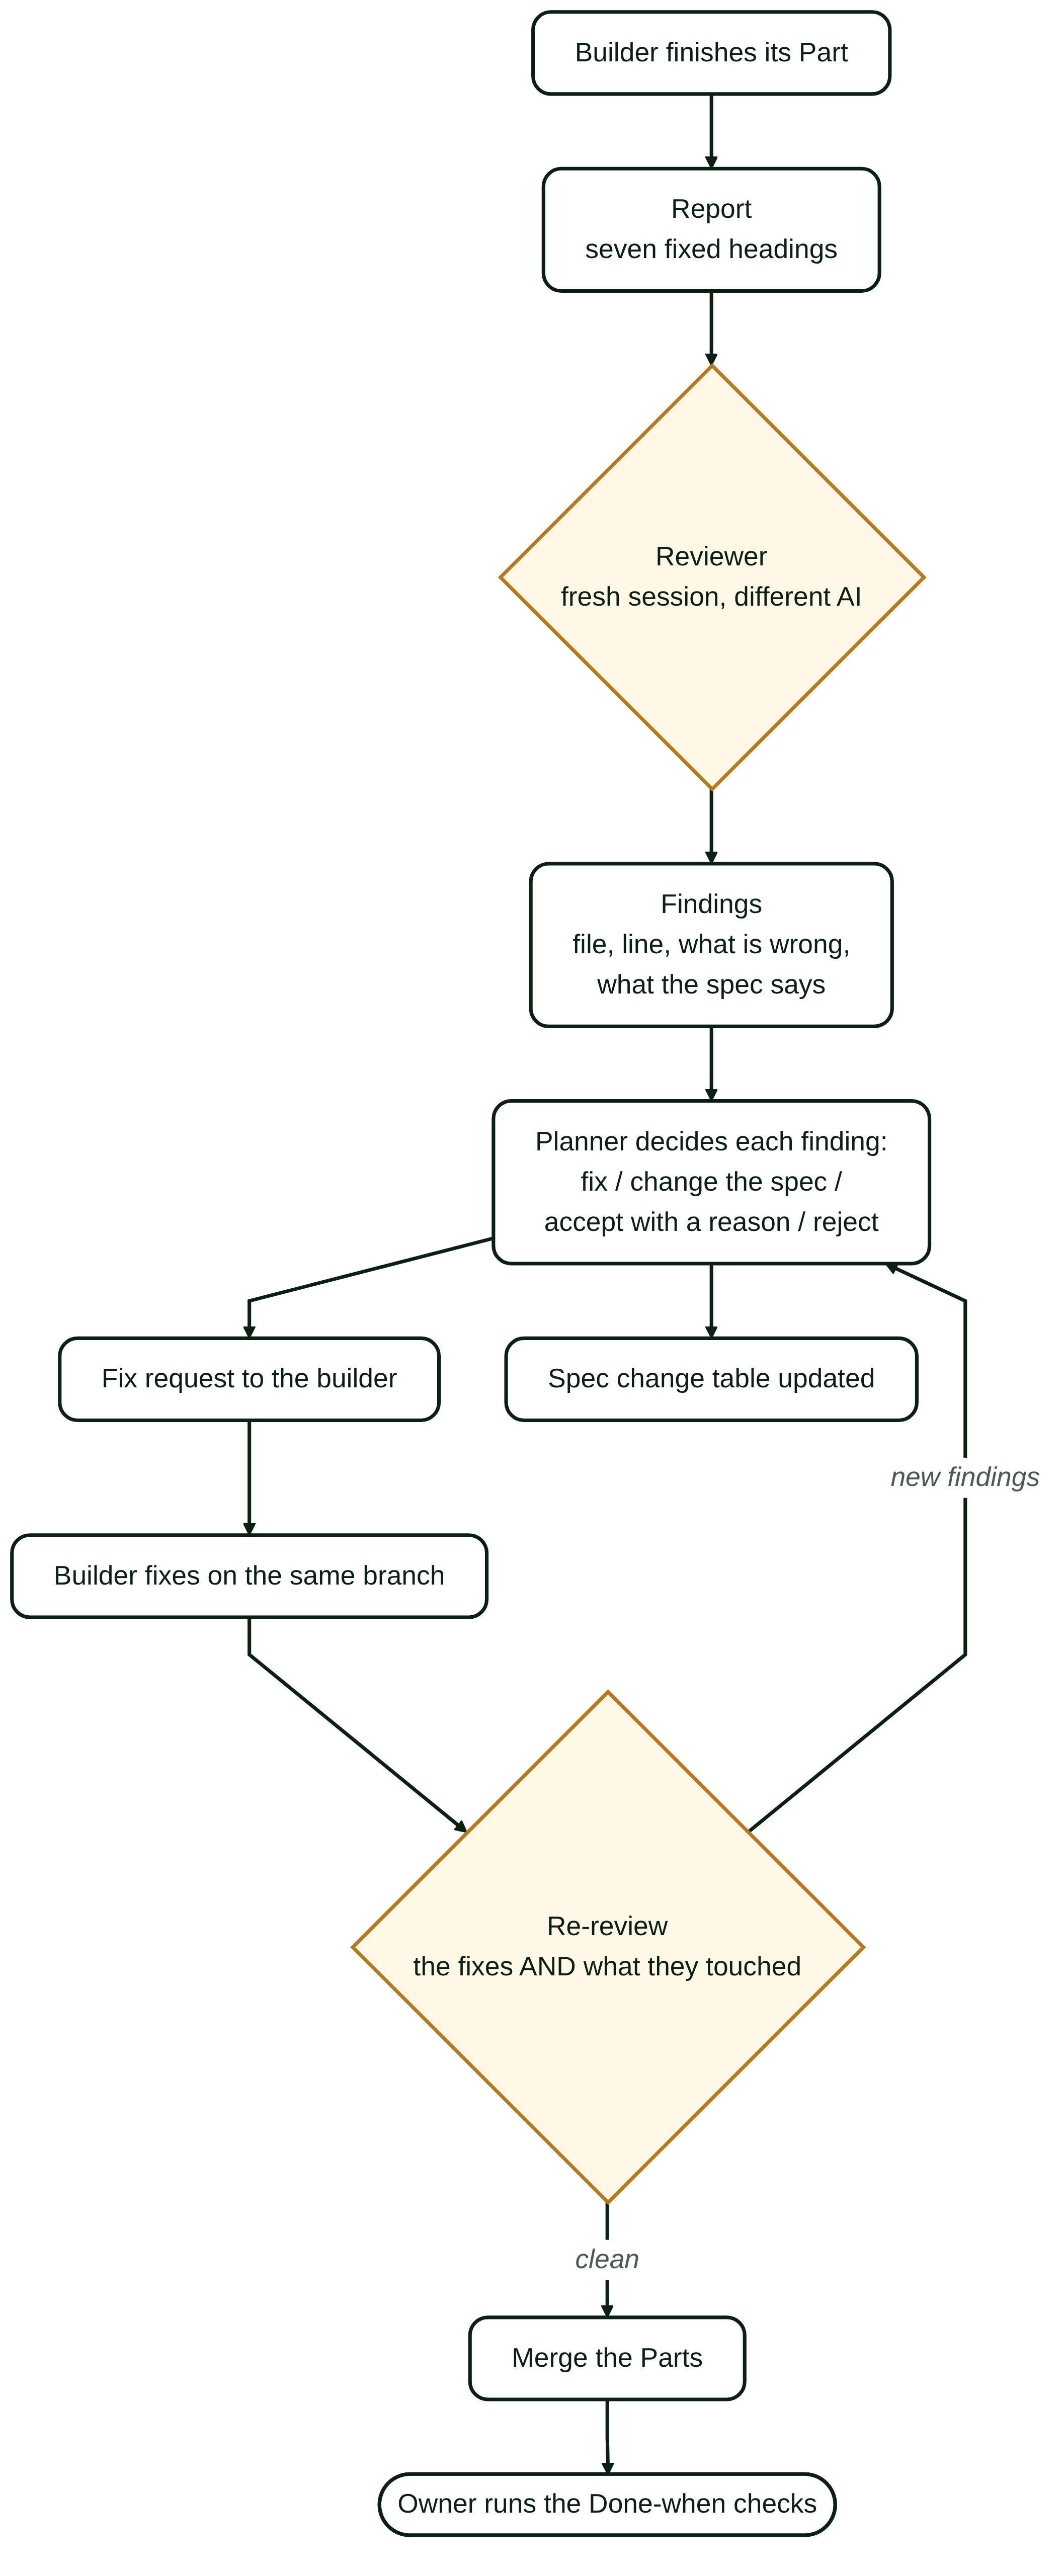 Builder finishes its Part
Report
seven fixed headings
Reviewer
fresh session, different AI
Findings
file, line, what is wrong,
what the spec says
Planner decides each finding:
fix / change the spec /
accept with a reason / reject
Fix request to the builder
Spec change table updated
new findings
Builder fixes on the same branch
Re-review
the fixes AND what they touched
clean
Merge the Parts
Owner runs the Done-when checks